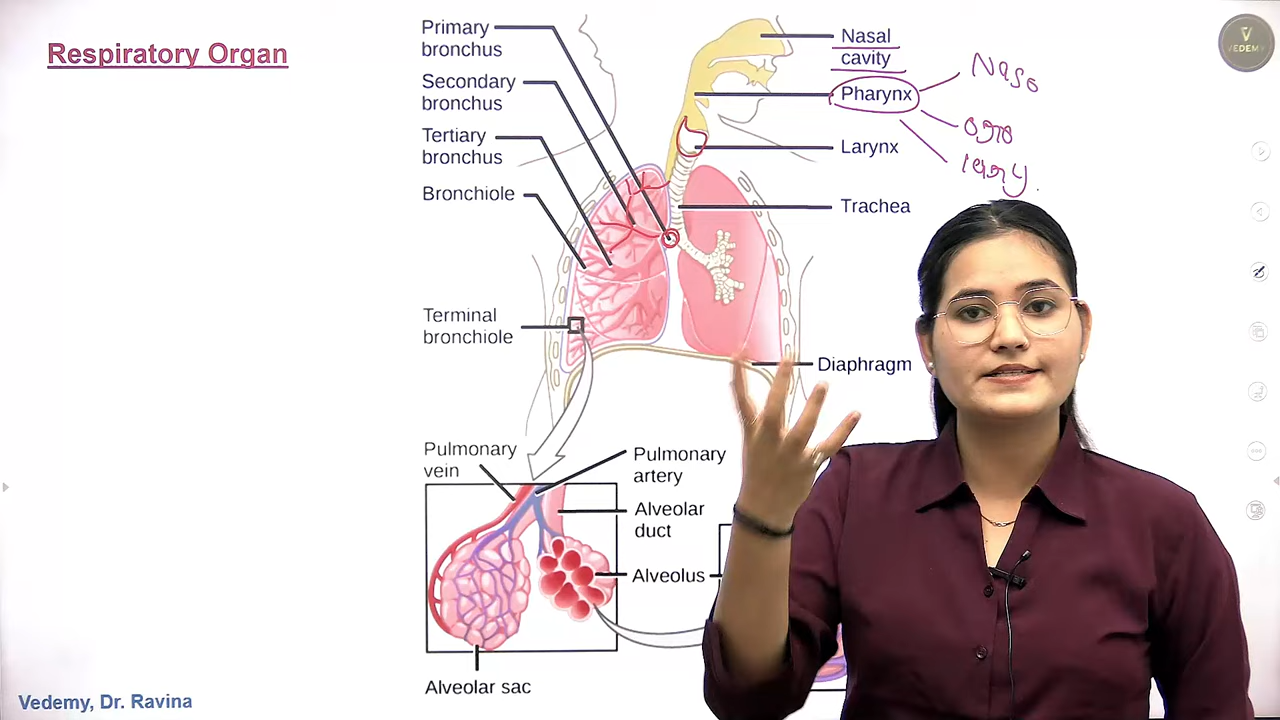 Respiratory Organ
Primary
bronchus
Secondary
bronchus
Tertiary
bronchus
Bronchiole
Terminal
bronchiole
Nasal
cavity
Pharynx
Larynx
Trachea
Diaphragm
Naso
oro
lary
VEDEMY
Pulmonary
vein
Pulmonary
artery
Alveolar
duct
Alveolus
Alveolar sac
Vedemy, Dr. Ravina